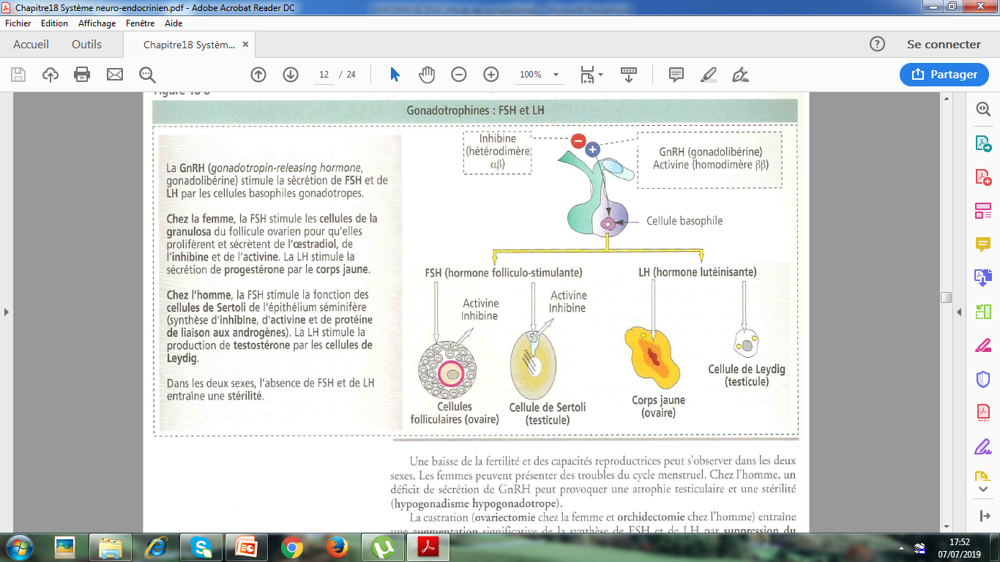 Chapitre18 Système neuro-endocrinien.pdf - Adobe Acrobat Reader DC
Fichier Edition Affichage Fenêtre Aide
Accueil Outils Chapitre18 Systèm... × Se connecter
12 / 24 100% Partager
Gonadotrophines : FSH et LH
La GnRH (gonadotropin-releasing hormone,
gonadolibérine) stimule la sécrétion de FSH et de
LH par les cellules basophiles gonadotropes.
Chez la femme, la FSH stimule les cellules de la
granulosa du follicule ovarien pour qu'elles
prolifèrent et sécrètent de l'œstradiol, de
l'inhibine et de l'activine. La LH stimule la
sécrétion de progestérone par le corps jaune.
Chez l'homme, la FSH stimule la fonction des
cellules de Sertoli de l'épithélium séminifère
(synthèse d'inhibine, d'activine et de protéine
de liaison aux androgènes). La LH stimule la
production de testostérone par les cellules de
Leydig.
Dans les deux sexes, l'absence de FSH et de LH
entraîne une stérilité.
Inhibine
(hétérodimère
αβ)
GnRH (gonadolibérine)
Activine (homodimère ββ)
Cellule basophile
FSH (hormone folliculo-stimulante)
LH (hormone lutéinisante)
Activine
Inhibine
Activine
Inhibine
Cellules
folliculaires (ovaire)
Cellule de Sertoli
(testicule)
Corps jaune
(ovaire)
Cellule de Leydig
(testicule)
Une baisse de la fertilité et des capacités reproductrices peut s'observer dans les deux
sexes. Les femmes peuvent présenter des troubles du cycle menstruel. Chez l'homme, un
déficit de sécrétion de GnRH peut provoquer une atrophie testiculaire et une stérilité
(hypogonadisme hypogonadotrope).
La castration (ovariectomie chez la femme et orchidectomie chez l'homme) entraîne
une augmentation significative de la synthèse de FSH et de LH par suppression du
17:52
07/07/2019